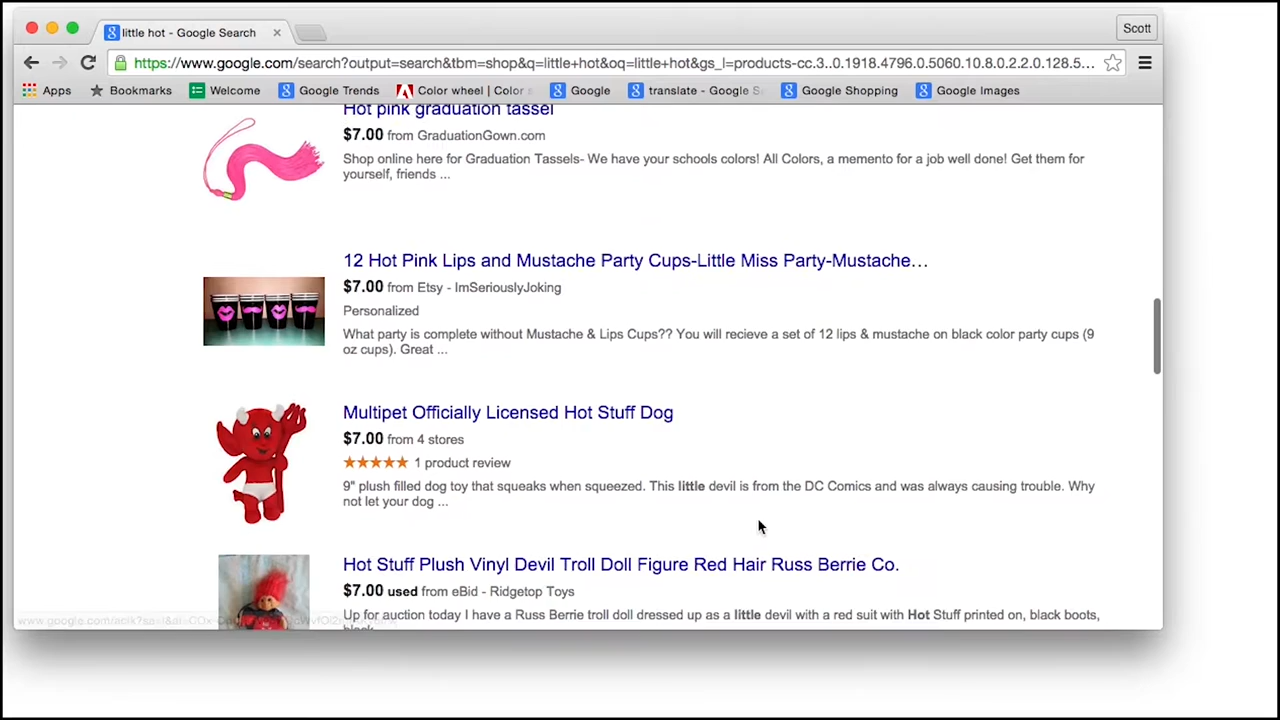 little hot - Google Search
Scott
https://www.google.com/search?output=search&tbm=shop&q=little+hot&oq=little+hot&gs_l=products-cc.3..0.1918.4796.0.5060.10.8.0.2.2.0.128.5...
Apps Bookmarks Welcome Google Trends Color wheel | Color Google translate - Google Google Shopping Google Images
Hot pink graduation tassel
$7.00 from GraduationGown.com
Shop online here for Graduation Tassels- We have your schools colors! All Colors, a memento for a job well done! Get them for
yourself, friends ...
12 Hot Pink Lips and Mustache Party Cups-Little Miss Party-Mustache…
$7.00 from Etsy - ImSeriouslyJoking
Personalized
What party is complete without Mustache & Lips Cups?? You will recieve a set of 12 lips & mustache on black color party cups (9
oz cups). Great ...
Multipet Officially Licensed Hot Stuff Dog
$7.00 from 4 stores
1 product review
9" plush filled dog toy that squeaks when squeezed. This little devil is from the DC Comics and was always causing trouble. Why
not let your dog ...
Hot Stuff Plush Vinyl Devil Troll Doll Figure Red Hair Russ Berrie Co.
$7.00 used from eBid - Ridgetop Toys
Up for auction today I have a Russ Berrie troll doll dressed up as a little devil with a red suit with Hot Stuff printed on, black boots,